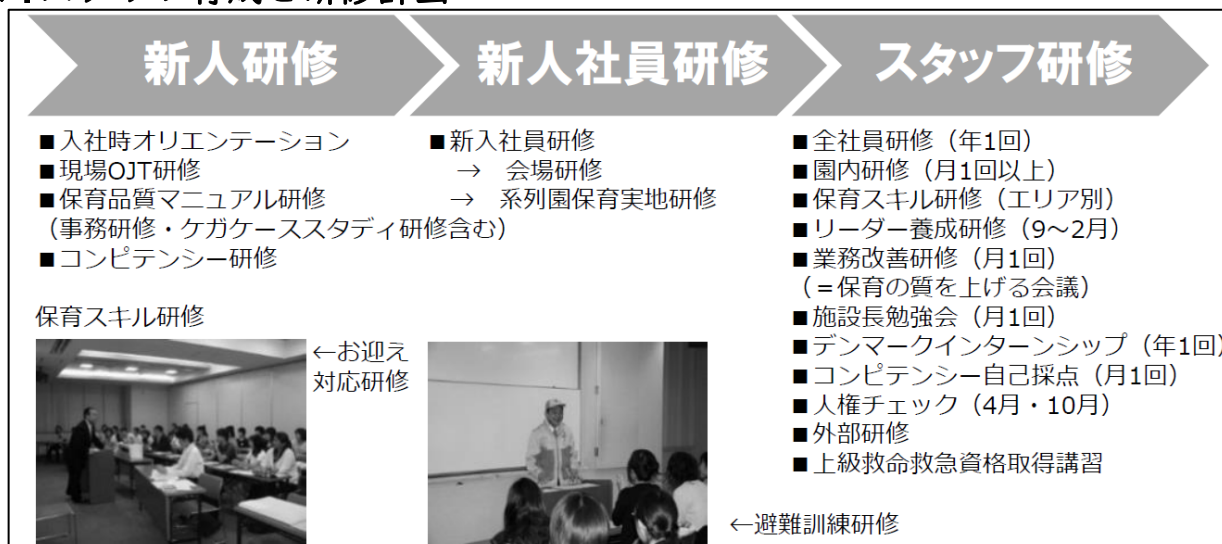 新人研修
■入社時オリエンテーション
■現場OJT研修
■保育品質マニュアル研修
(事務研修・ケガケーススタディ研修含む)
■コンピテンシー研修
新人社員研修
■新入社員研修
→ 会場研修
→ 系列園保育実地研修
スタッフ研修
■全社員研修（年1回）
■園内研修（月1回以上）
■保育スキル研修（エリア別）
■リーダー養成研修（9～2月）
■業務改善研修（月1回）
（=保育の質を上げる会議）
■施設長勉強会（月1回）
■デンマークインターンシップ（年1回）
■コンピテンシー自己採点（月1回）
■人権チェック（4月・10月）
■外部研修
■上級救命救急資格取得講習
保育スキル研修
←お迎え
対応研修
←避難訓練研修